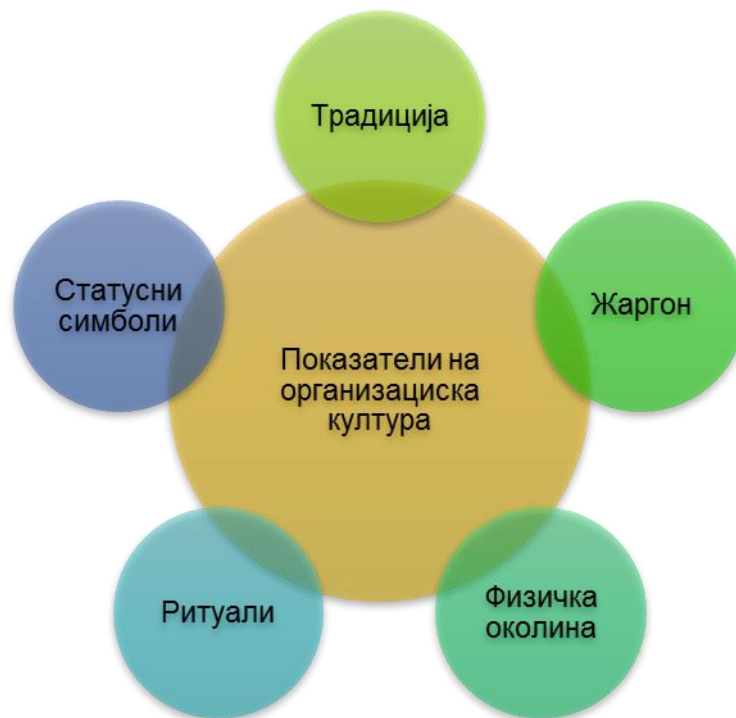 Традиција
Статусни
симболи
Жаргон
Показатели на
организациска
култура
Ритуали
Физичка
околина